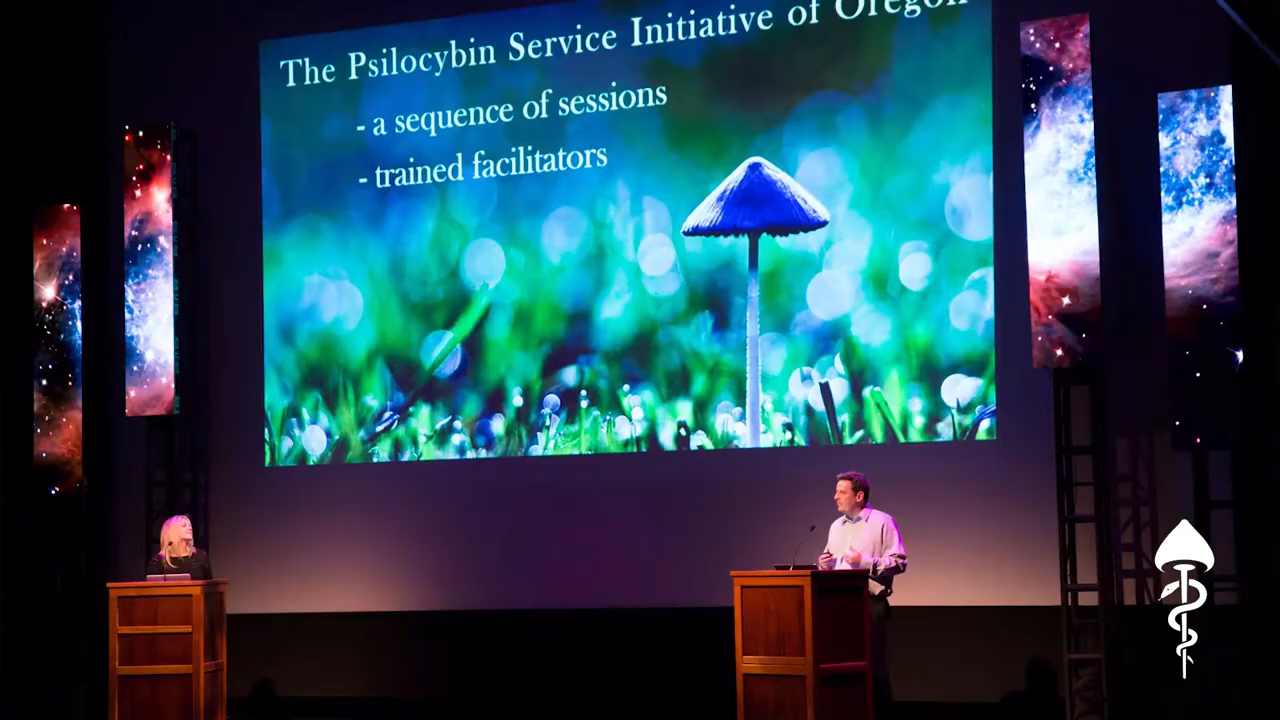 The Psilocybin Service Initiative of Oregon
- a sequence of sessions
- trained facilitators